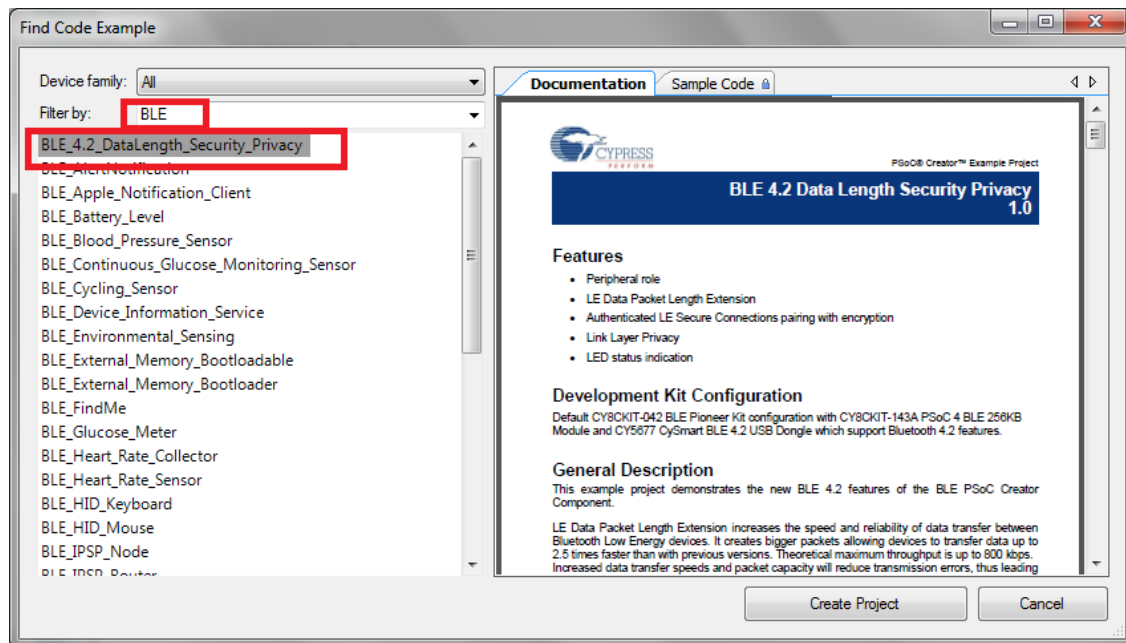 Find Code Example
Device family: All
Filter by: BLE
BLE_4.2_DataLength_Security_Privacy
BLE_AlertNotification
BLE_Apple_Notification_Client
BLE_Battery_Level
BLE_Blood_Pressure_Sensor
BLE_Continuous_Glucose_Monitoring_Sensor
BLE_Cycling_Sensor
BLE_Device_Information_Service
BLE_Environmental_Sensing
BLE_External_Memory_Bootloadable
BLE_External_Memory_Bootloader
BLE_FindMe
BLE_Glucose_Meter
BLE_Heart_Rate_Collector
BLE_Heart_Rate_Sensor
BLE_HID_Keyboard
BLE_HID_Mouse
BLE_IPSP_Node
BLE_IPSP_Router
Documentation
Sample Code
CYPRESS
PERFORM
PSoC® Creator™ Example Project
BLE 4.2 Data Length Security Privacy
1.0
Features
• Peripheral role
• LE Data Packet Length Extension
• Authenticated LE Secure Connections pairing with encryption
• Link Layer Privacy
• LED status indication
Development Kit Configuration
Default CY8CKIT-042 BLE Pioneer Kit configuration with CY8CKIT-143A PSoC 4 BLE 256KB
Module and CY5677 CySmart BLE 4.2 USB Dongle which support Bluetooth 4.2 features.
General Description
This example project demonstrates the new BLE 4.2 features of the BLE PSoC Creator
Component.
LE Data Packet Length Extension increases the speed and reliability of data transfer between
Bluetooth Low Energy devices. It creates bigger packets allowing devices to transfer data up to
2.5 times faster than with previous versions. Theoretical maximum throughput is up to 800 kbps.
Increased data transfer speeds and packet capacity will reduce transmission errors, thus leading
Create Project
Cancel